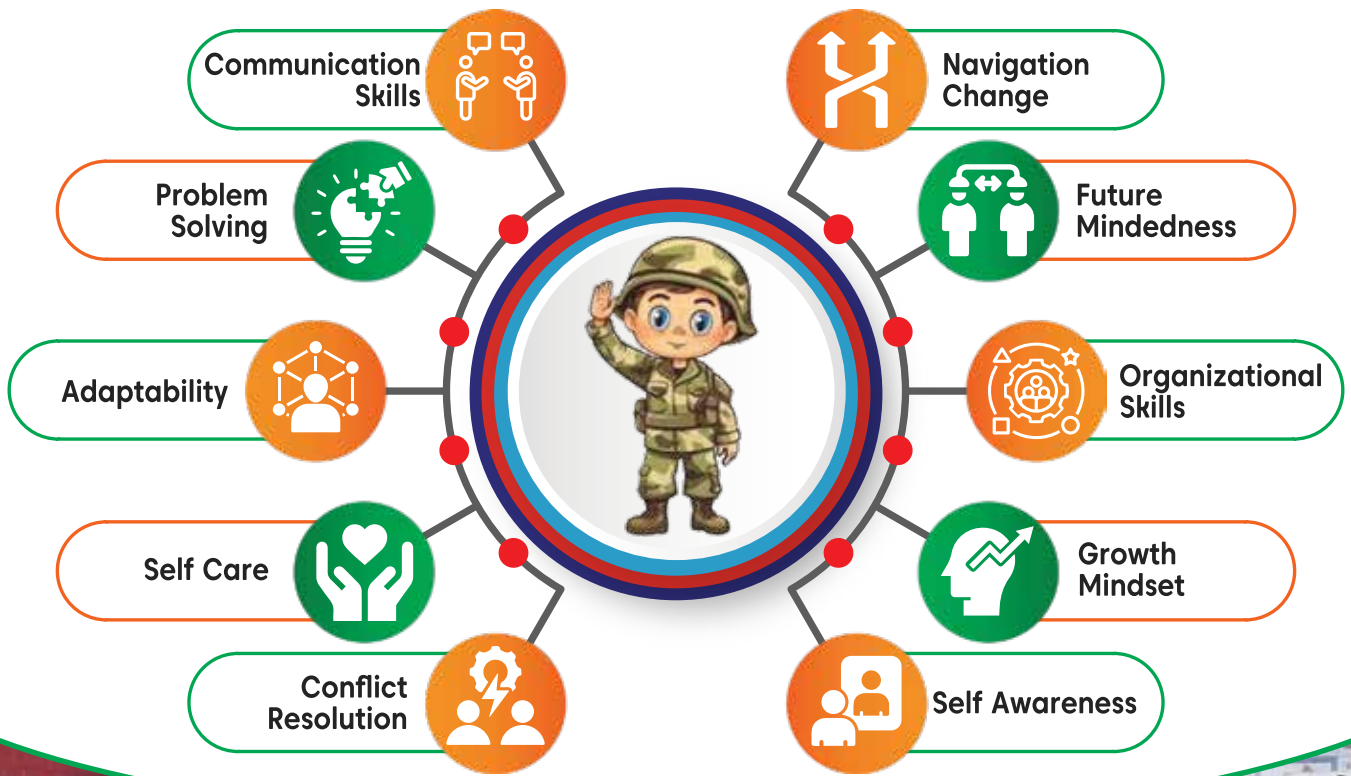 Communication
Skills
Problem
Solving
Adaptability
Self Care
Conflict
Resolution
Navigation
Change
Future
Mindedness
Organizational
Skills
Growth
Mindset
Self Awareness